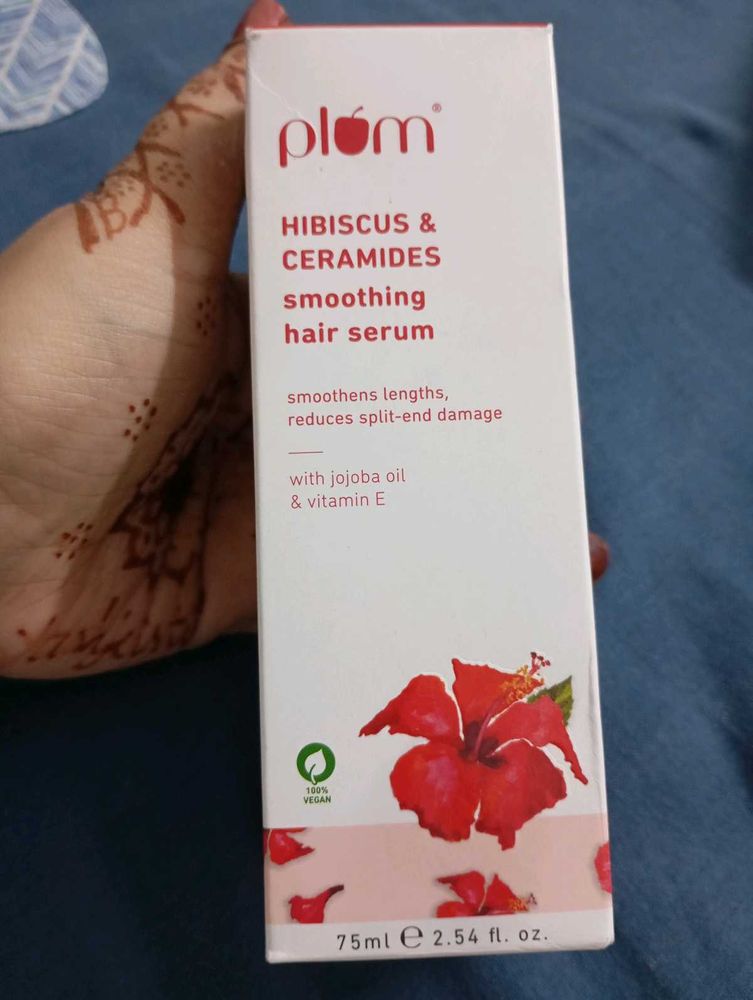 plum®
HIBISCUS &
CERAMIDES
smoothing
hair serum
smoothens lengths,
reduces split-end damage
with jojoba oil
& vitamin E
100%
VEGAN
75ml ℮ 2.54 fl. oz.